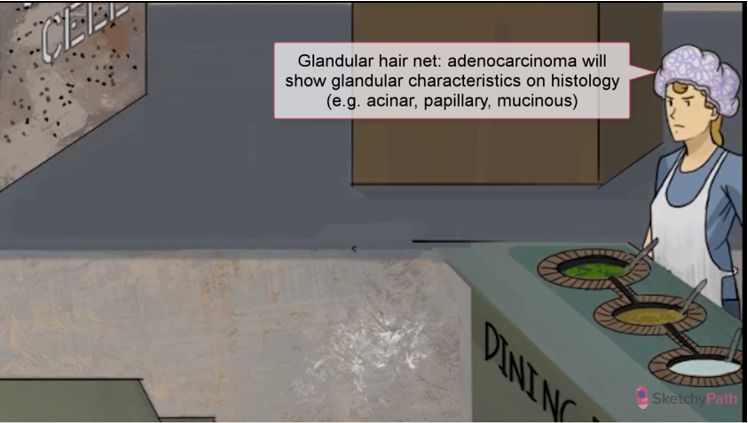 CELL
Glandular hair net: adenocarcinoma will
show glandular characteristics on histology
(e.g. acinar, papillary, mucinous)
DINING
SketchyPath